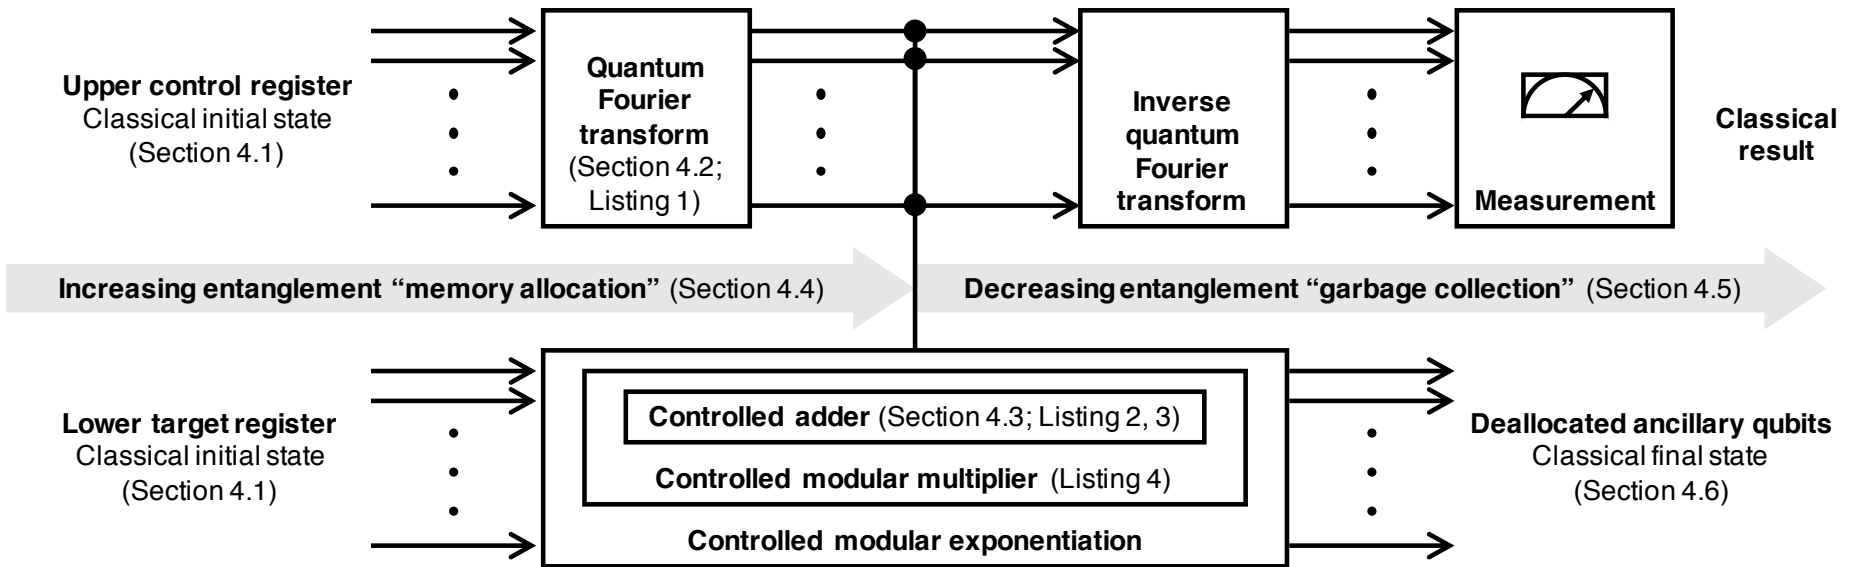 Upper control register
Classical initial state
(Section 4.1)
Quantum
Fourier
transform
(Section 4.2;
Listing 1)
Inverse
quantum
Fourier
transform
Measurement
Classical
result
Increasing entanglement “memory allocation” (Section 4.4)
Decreasing entanglement “garbage collection” (Section 4.5)
Lower target register
Classical initial state
(Section 4.1)
Controlled adder (Section 4.3; Listing 2, 3)
Controlled modular multiplier (Listing 4)
Controlled modular exponentiation
Deallocated ancillary qubits
Classical final state
(Section 4.6)